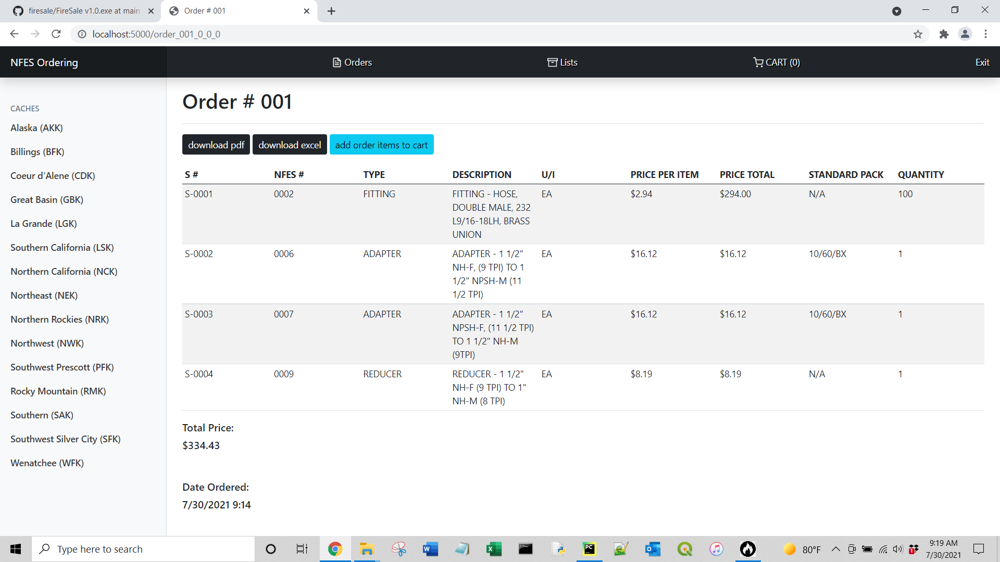 firesale/FireSale v1.0.exe at main
Order # 001
localhost:5000/order_001_0_0_0
NFES Ordering
Orders
Lists
CART (0)
Exit
CACHES
Alaska (AKK)
Billings (BFK)
Coeur d'Alene (CDK)
Great Basin (GBK)
La Grande (LGK)
Southern California (LSK)
Northern California (NCK)
Northeast (NEK)
Northern Rockies (NRK)
Northwest (NWK)
Southwest Prescott (PFK)
Rocky Mountain (RMK)
Southern (SAK)
Southwest Silver City (SFK)
Wenatchee (WFK)
Order # 001
download pdf download excel add order items to cart
S # NFES # TYPE DESCRIPTION U/I PRICE PER ITEM PRICE TOTAL STANDARD PACK QUANTITY
S-0001 0002 FITTING FITTING - HOSE, EA $2.94 $294.00 N/A 100
DOUBLE MALE, 232
L9/16-18LH, BRASS
UNION
S-0002 0006 ADAPTER ADAPTER - 1 1/2" EA $16.12 $16.12 10/60/BX 1
NH-F, (9 TPI) TO 1
1/2" NPSH-M (11
1/2 TPI)
S-0003 0007 ADAPTER ADAPTER - 1 1/2" EA $16.12 $16.12 10/60/BX 1
NPSH-F, (11 1/2 TPI)
TO 1 1/2" NH-M
(9TPI)
S-0004 0009 REDUCER REDUCER - 1 1/2" EA $8.19 $8.19 N/A 1
NH-F (9 TPI) TO 1"
NH-M (8 TPI)
Total Price:
$334.43
Date Ordered:
7/30/2021 9:14
Type here to search
80°F
9:19 AM
7/30/2021